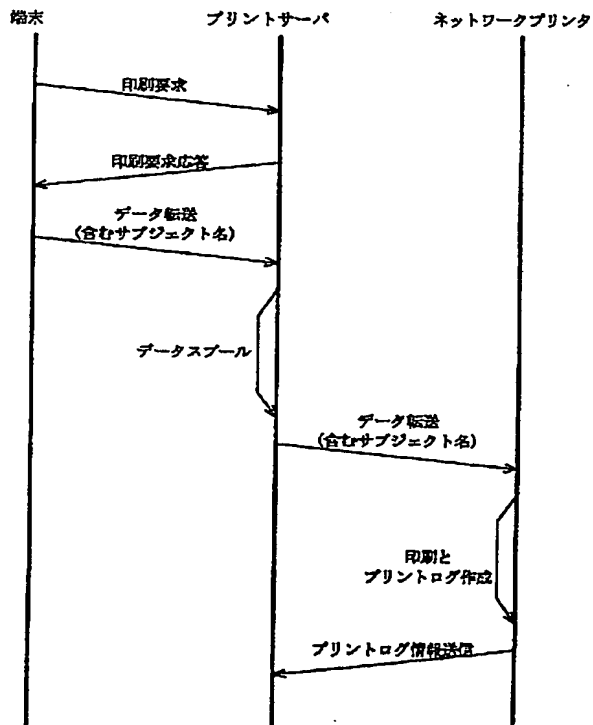 端末
プリントサーバ
ネットワークプリンタ
印刷要求
印刷要求応答
データ転送
(含むサブジェクト名)
データスプール
データ転送
(含むサブジェクト名)
印刷と
プリントログ作成
プリントログ情報送信